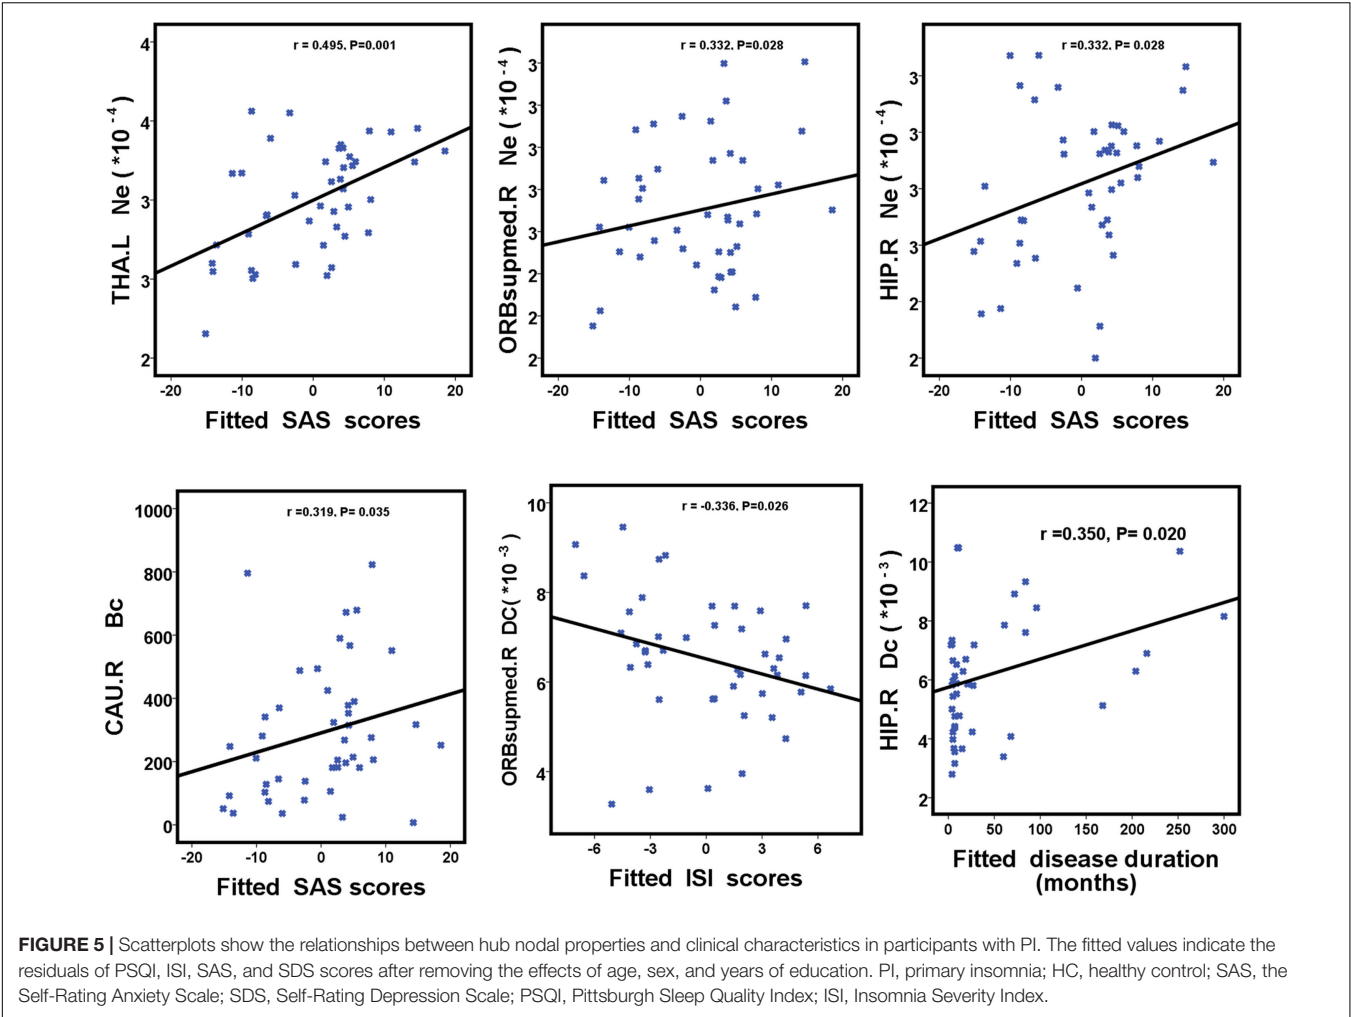 r = 0.495, P=0.001
4
4
3
3
2
THA.L Ne ( *10 -4 )
-20 -10 0 10 20
Fitted SAS scores
r = 0.332, P=0.028
3
3
3
3
3
2
2
2
ORBsupmed.R Ne ( *10 -4 )
-20 -10 0 10 20
Fitted SAS scores
r =0.332, P= 0.028
3
3
3
3
2
2
HIP.R Ne ( *10 -4 )
-20 -10 0 10 20
Fitted SAS scores
r =0.319, P= 0.035
1000
800
600
400
200
0
CAU.R Bc
-20 -10 0 10 20
Fitted SAS scores
r = -0.336, P=0.026
10
8
6
4
ORBsupmed.R DC( *10 -3 )
-6 -3 0 3 6
Fitted ISI scores
r =0.350, P= 0.020
12
10
8
6
4
2
HIP.R Dc ( *10 -3 )
0 50 100 150 200 250 300
Fitted disease duration
(months)
FIGURE 5 | Scatterplots show the relationships between hub nodal properties and clinical characteristics in participants with PI. The fitted values indicate the
residuals of PSQI, ISI, SAS, and SDS scores after removing the effects of age, sex, and years of education. PI, primary insomnia; HC, healthy control; SAS, the
Self-Rating Anxiety Scale; SDS, Self-Rating Depression Scale; PSQI, Pittsburgh Sleep Quality Index; ISI, Insomnia Severity Index.